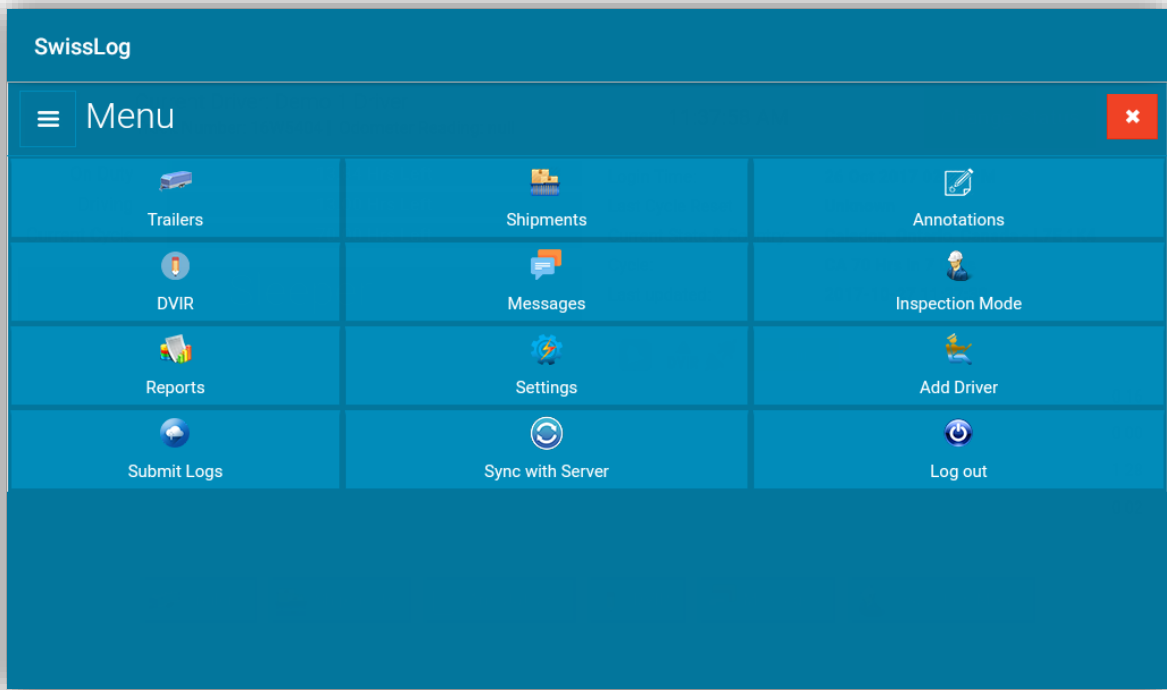 SwissLog
Menu
Trailers Shipments Annotations
DVIR Messages Inspection Mode
Reports Settings Add Driver
Submit Logs Sync with Server Log out